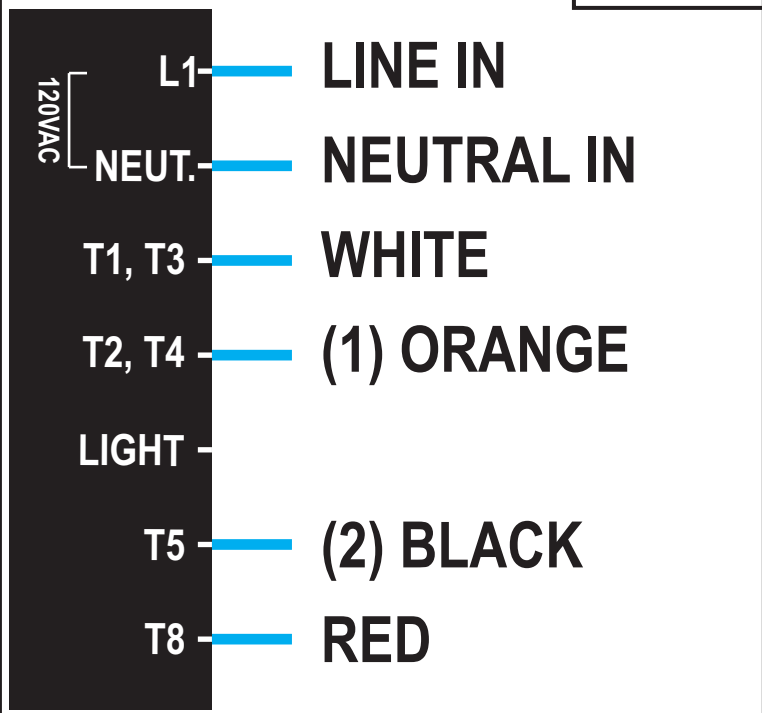 L1 LINE IN
120VAC
NEUT. NEUTRAL IN
T1, T3 WHITE
T2, T4 (1) ORANGE
LIGHT
T5 (2) BLACK
T8 RED